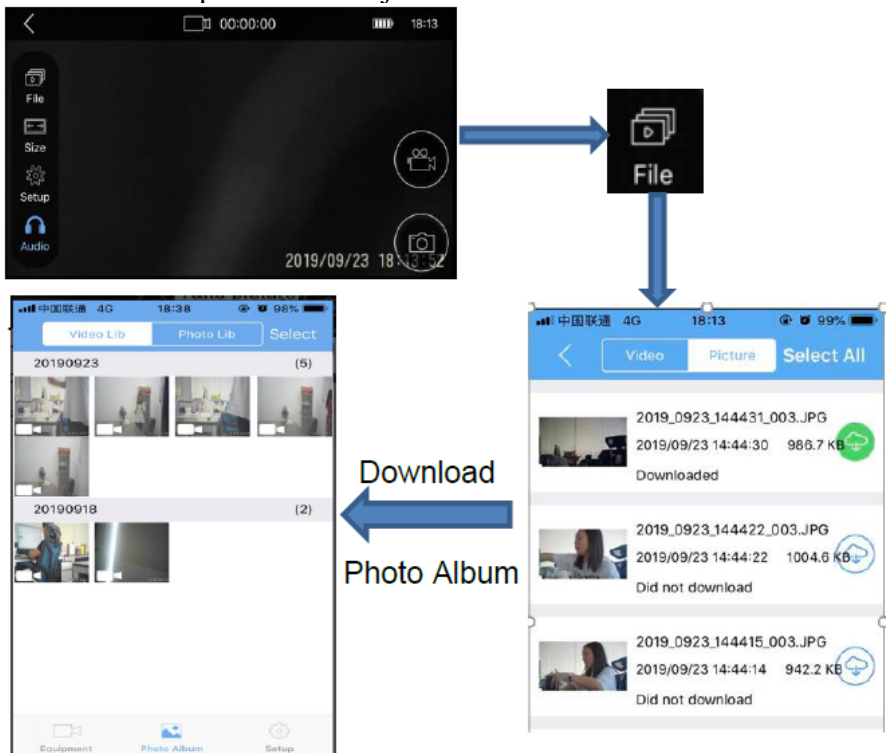 00:00:00 18:13
File
Size
Setup
Audio
2019/09/23 18:13:52
File
中国联通 4G 18:38 98%
Video Lib Photo Lib Select
20190923 (5)
20190918 (2)
Equipment Photo Album Setup
Download
Photo Album
中国联通 4G 18:13 99%
Video Picture Select All
2019_0923_144431_003.JPG
2019/09/23 14:44:30 986.7 KB
Downloaded
2019_0923_144422_003.JPG
2019/09/23 14:44:22 1004.6 KB
Did not download
2019_0923_144415_003.JPG
2019/09/23 14:44:14 942.2 KB
Did not download